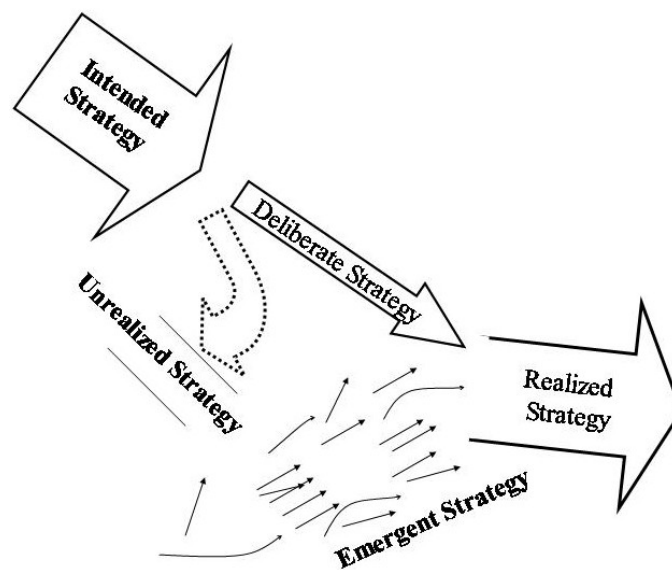 Intended
Strategy
Deliberate Strategy
Unrealized Strategy
Realized
Strategy
Emergent Strategy